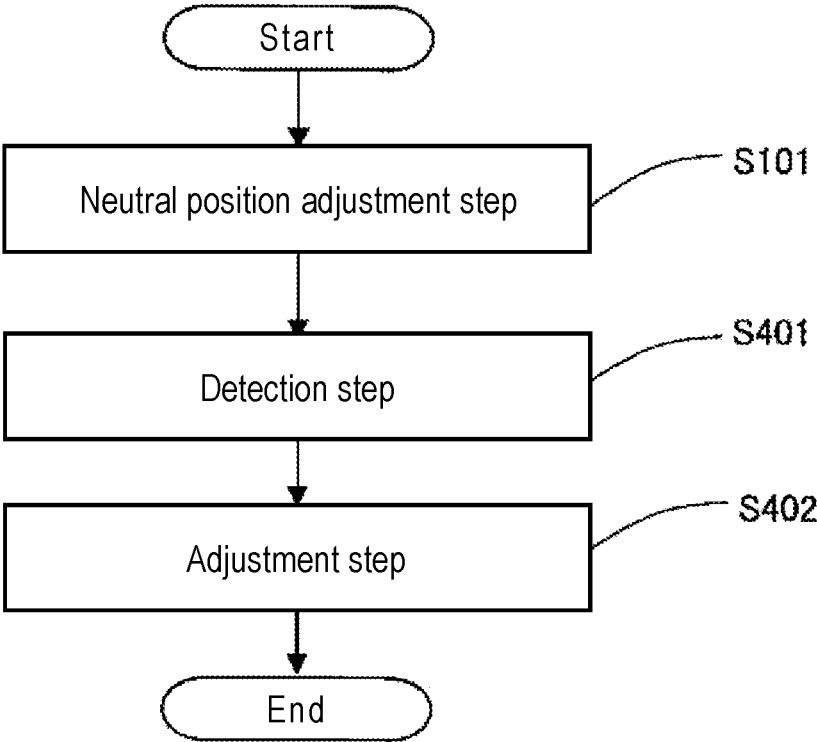 Start
Neutral position adjustment step
S101
Detection step
S401
Adjustment step
S402
End